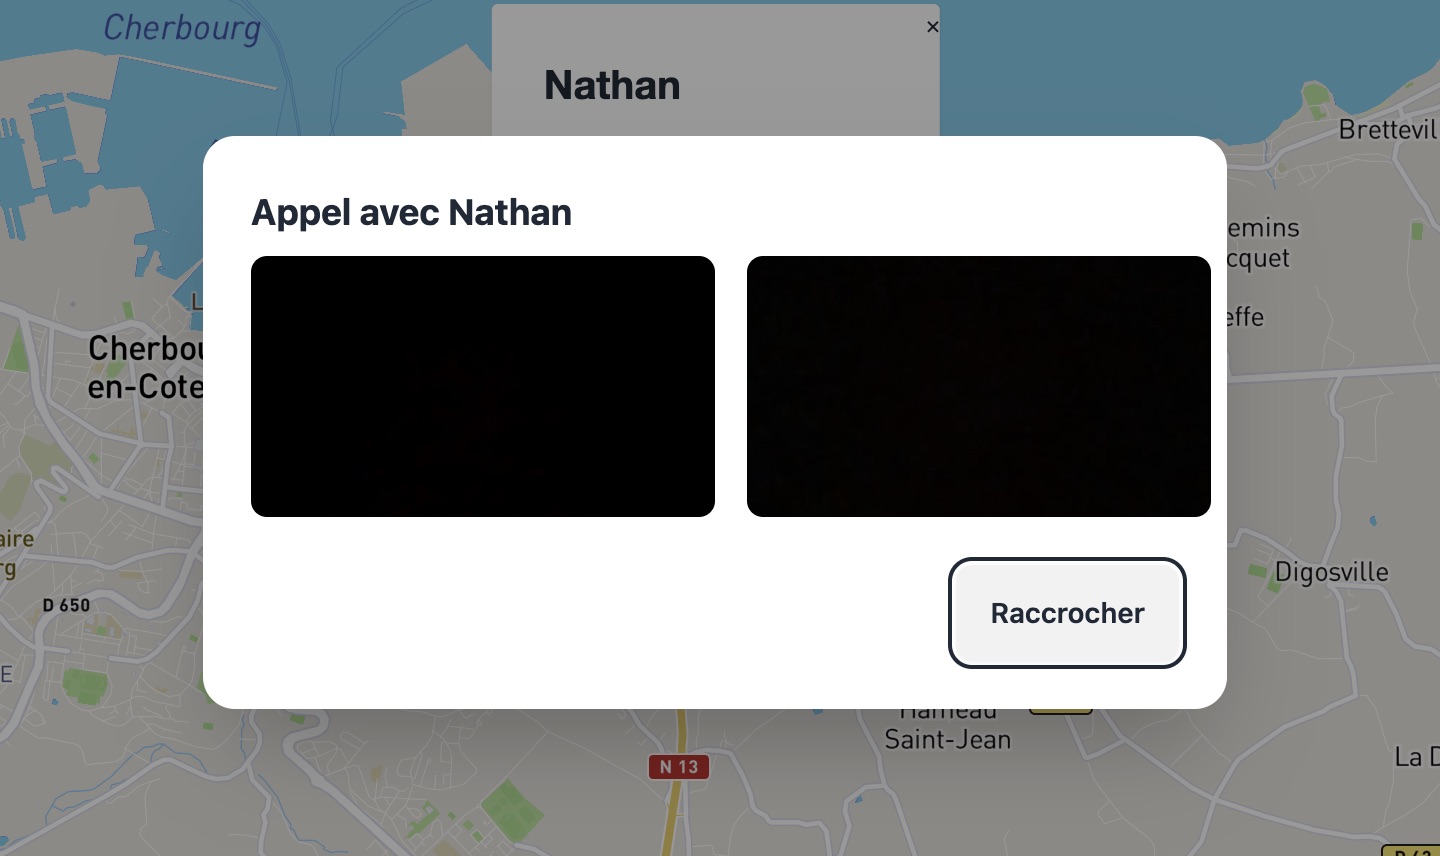 Cherbourg
×
Nathan
Brettevil
Appel avec Nathan
emins
cquet
effe
L
Cherbou
en-Cote
aire
rg
D 650
Digosville
Raccrocher
E
Hameau
Saint-Jean
La D
N 13